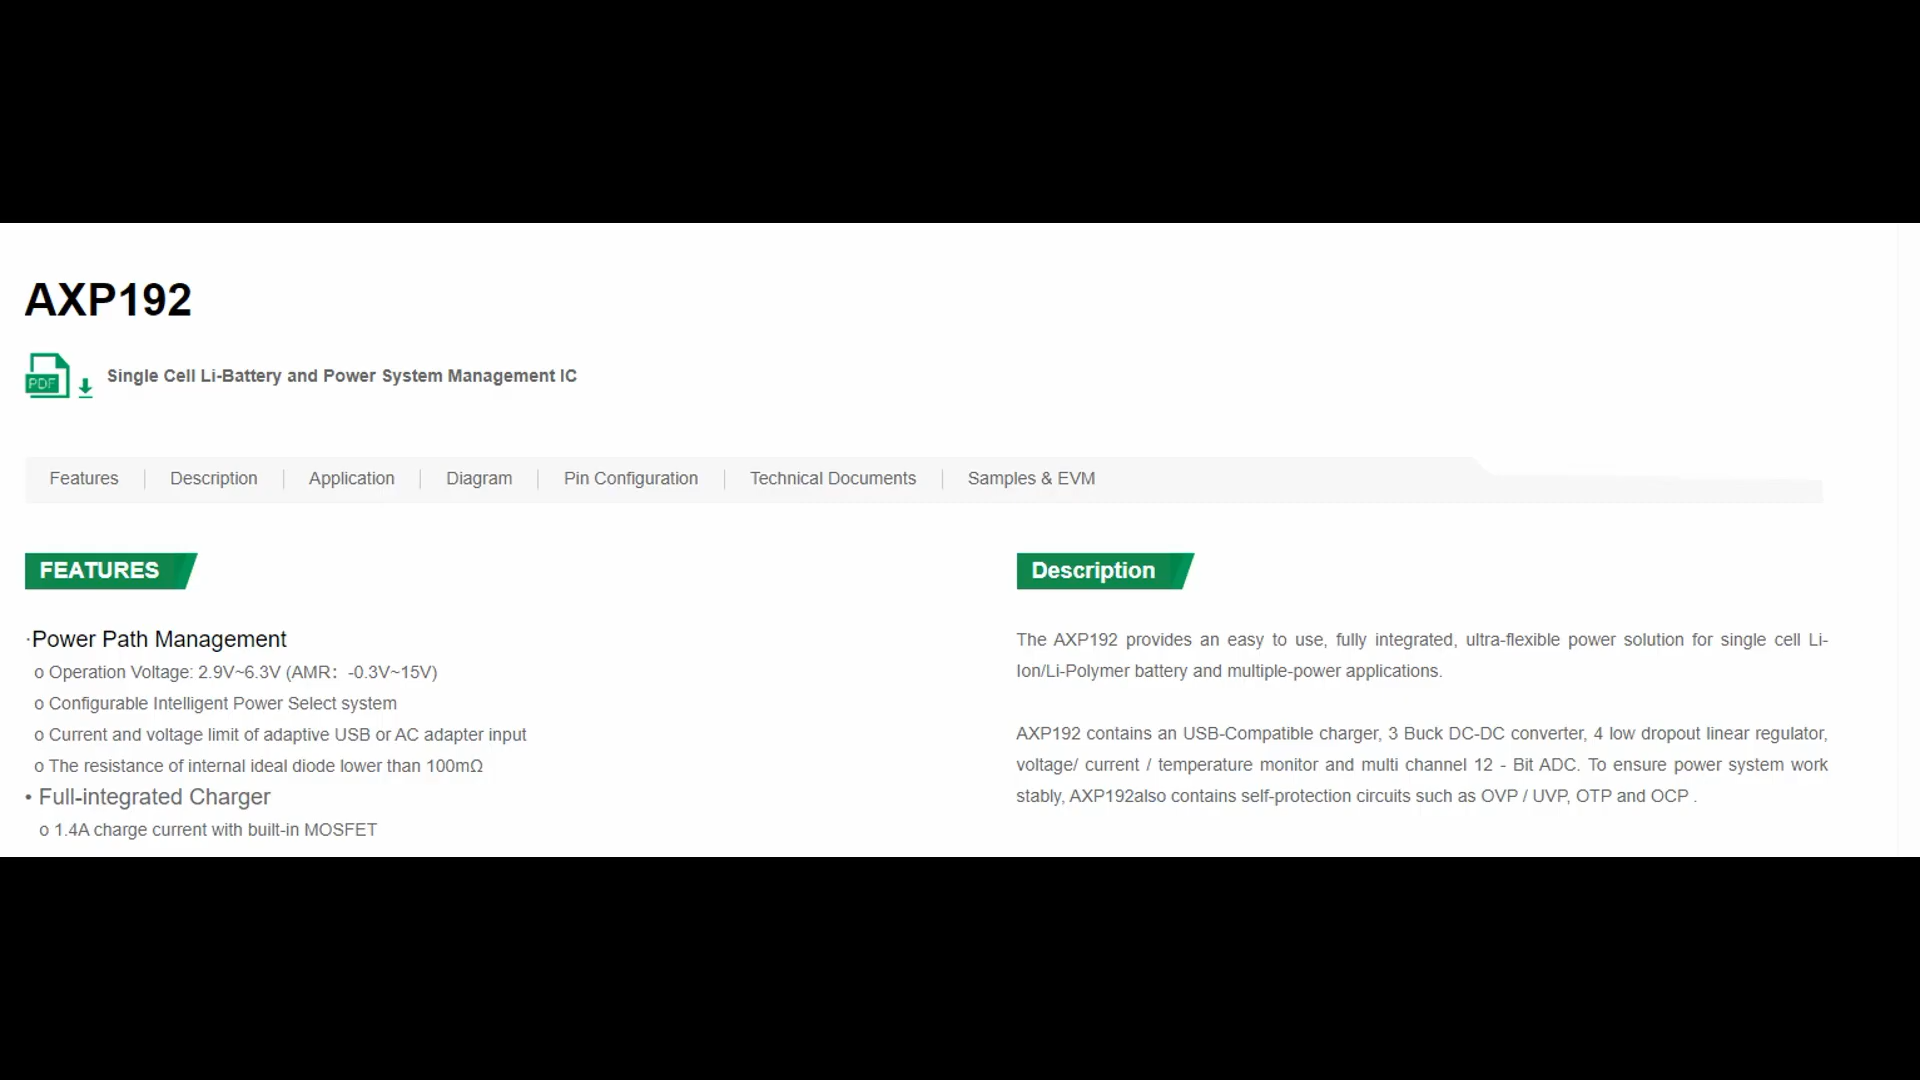 AXP192
PDF
Single Cell Li-Battery and Power System Management IC
Features
Description
Application
Diagram
Pin Configuration
Technical Documents
Samples & EVM
FEATURES
·Power Path Management
o Operation Voltage: 2.9V~6.3V (AMR：-0.3V~15V)
o Configurable Intelligent Power Select system
o Current and voltage limit of adaptive USB or AC adapter input
o The resistance of internal ideal diode lower than 100mΩ
• Full-integrated Charger
o 1.4A charge current with built-in MOSFET
Description
The AXP192 provides an easy to use, fully integrated, ultra-flexible power solution for single cell Li-
Ion/Li-Polymer battery and multiple-power applications.
AXP192 contains an USB-Compatible charger, 3 Buck DC-DC converter, 4 low dropout linear regulator,
voltage/ current / temperature monitor and multi channel 12 - Bit ADC. To ensure power system work
stably, AXP192also contains self-protection circuits such as OVP / UVP, OTP and OCP .